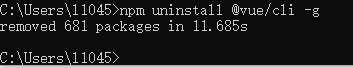 C:\Users\11045>npm uninstall @vue/cli -g
removed 681 packages in 11.685s
C:\Users\11045>